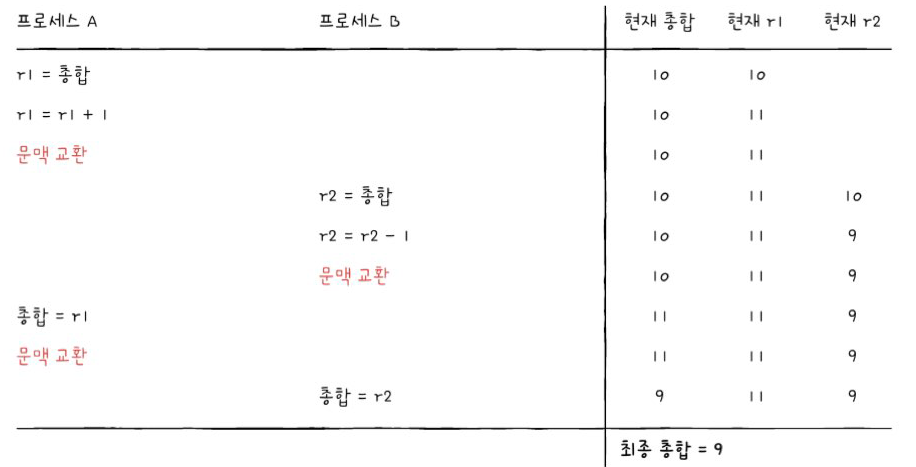 프로세스 A 프로세스 B 현재 총합 현재 r1 현재 r2
r1 = 총합 10 10
r1 = r1 + 1 10 11
문맥 교환 10 11
r2 = 총합 10 11 10
r2 = r2 - 1 10 11 9
문맥 교환 10 11 9
총합 = r1 11 11 9
문맥 교환 11 11 9
총합 = r2 9 11 9
최종 총합 = 9